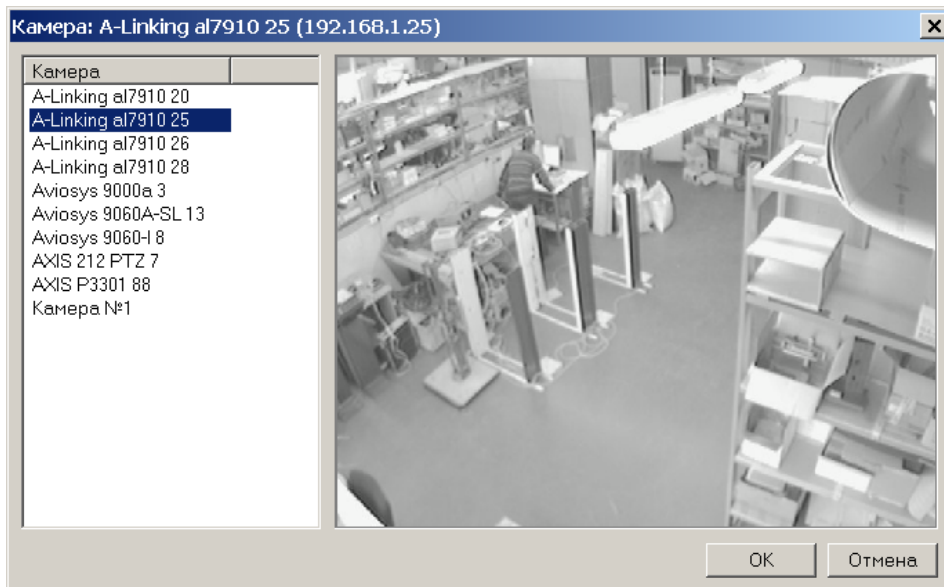 Камера: A-Linking al7910 25 (192.168.1.25)
Камера
A-Linking al7910 20
A-Linking al7910 25
A-Linking al7910 26
A-Linking al7910 28
Aviosys 9000a 3
Aviosys 9060A-SL 13
Aviosys 9060-I 8
AXIS 212 PTZ 7
AXIS P3301 88
Камера №1
OK
Отмена